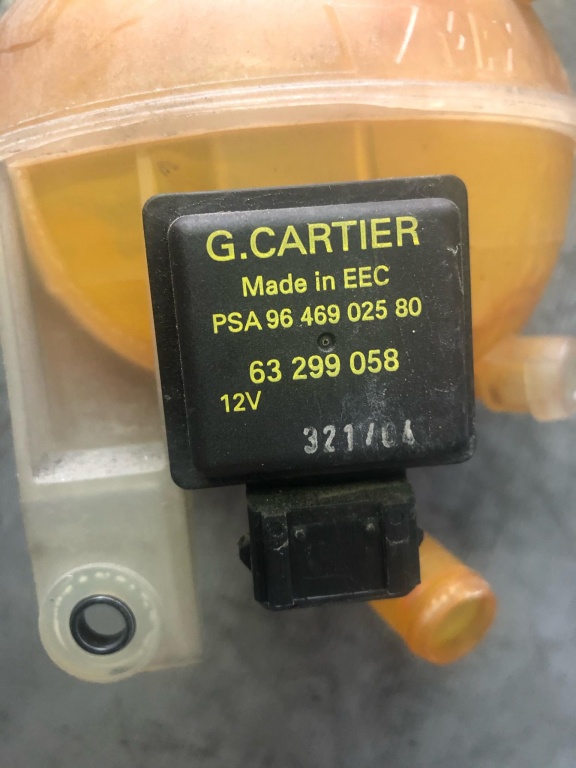 G.CARTIER
Made in EEC
PSA 96 469 025 80
63 299 058
12V
321/04